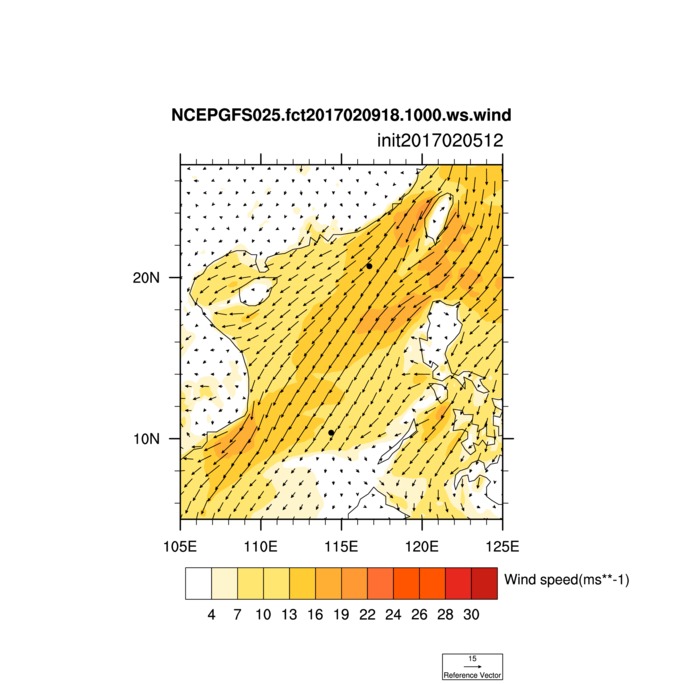 NCEPGFS025.fct2017020918.1000.ws.wind
init2017020512
20N
10N
105E 110E 115E 120E 125E
Wind speed(ms**-1)
4 7 10 13 16 19 22 24 26 28 30
15
Reference Vector